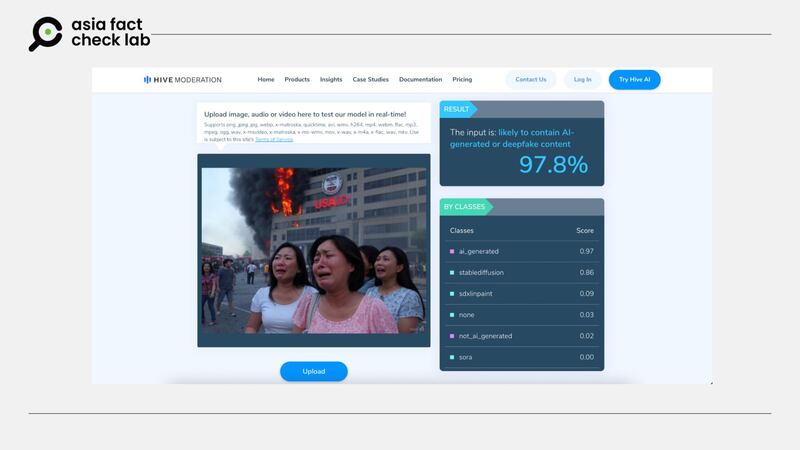 asia fact
check lab
HIVE MODERATION
Home
Products
Insights
Case Studies
Documentation
Pricing
Contact Us
Log In
Try Hive AI
Upload image, audio or video here to test our model in real-time!
Supports png, jpeg, jpg, webp, x-matroska, quicktime, avi, wmv, h264, mp4, webm, flac, mp3,
mpeg, ogg, wav, x-msvideo, x-matroska, x-ms-wmv, mov, x-wav, x-m4a, x-flac, wav, m4v. Use
is subject to this site's Terms of Service.
RESULT
The input is: likely to contain AI-
generated or deepfake content
97.8%
BY CLASSES
Classes Score
ai_generated 0.97
stablediffusion 0.86
sdxlinpaint 0.09
none 0.03
not_ai_generated 0.02
sora 0.00
Upload